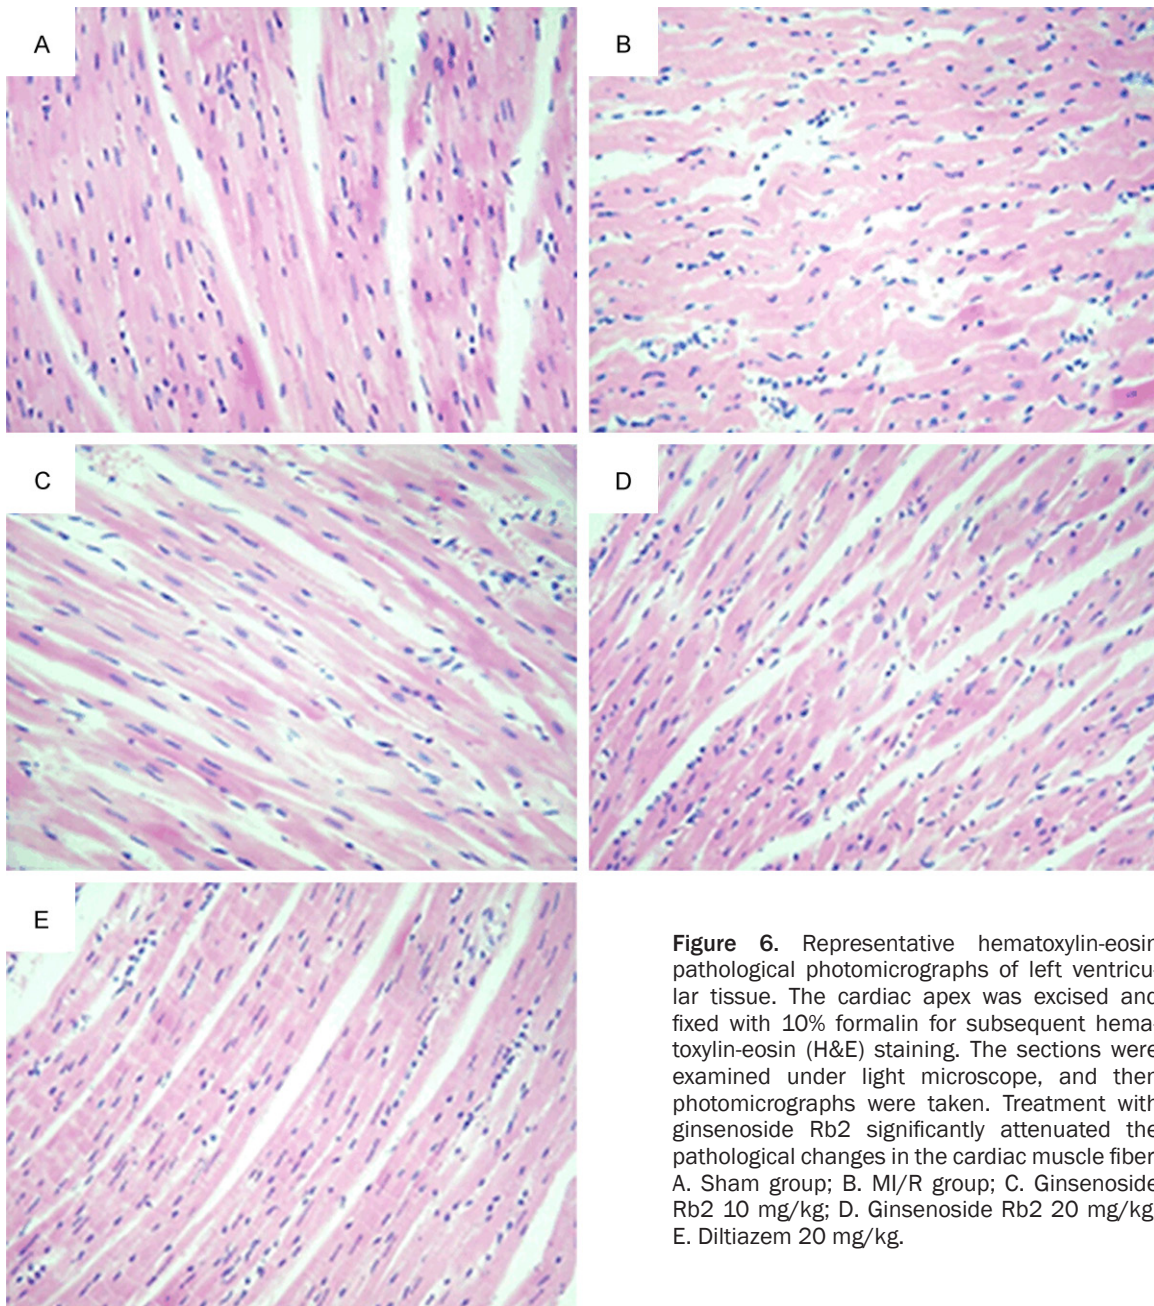 A
B
C
D
E
Figure 6. Representative hematoxylin-eosin
pathological photomicrographs of left ventricu-
lar tissue. The cardiac apex was excised and
fixed with 10% formalin for subsequent hema-
toxylin-eosin (H&E) staining. The sections were
examined under light microscope, and then
photomicrographs were taken. Treatment with
ginsenoside Rb2 significantly attenuated the
pathological changes in the cardiac muscle fiber
A. Sham group; B. MI/R group; C. Ginsenoside
Rb2 10 mg/kg; D. Ginsenoside Rb2 20 mg/kg
E. Diltiazem 20 mg/kg.